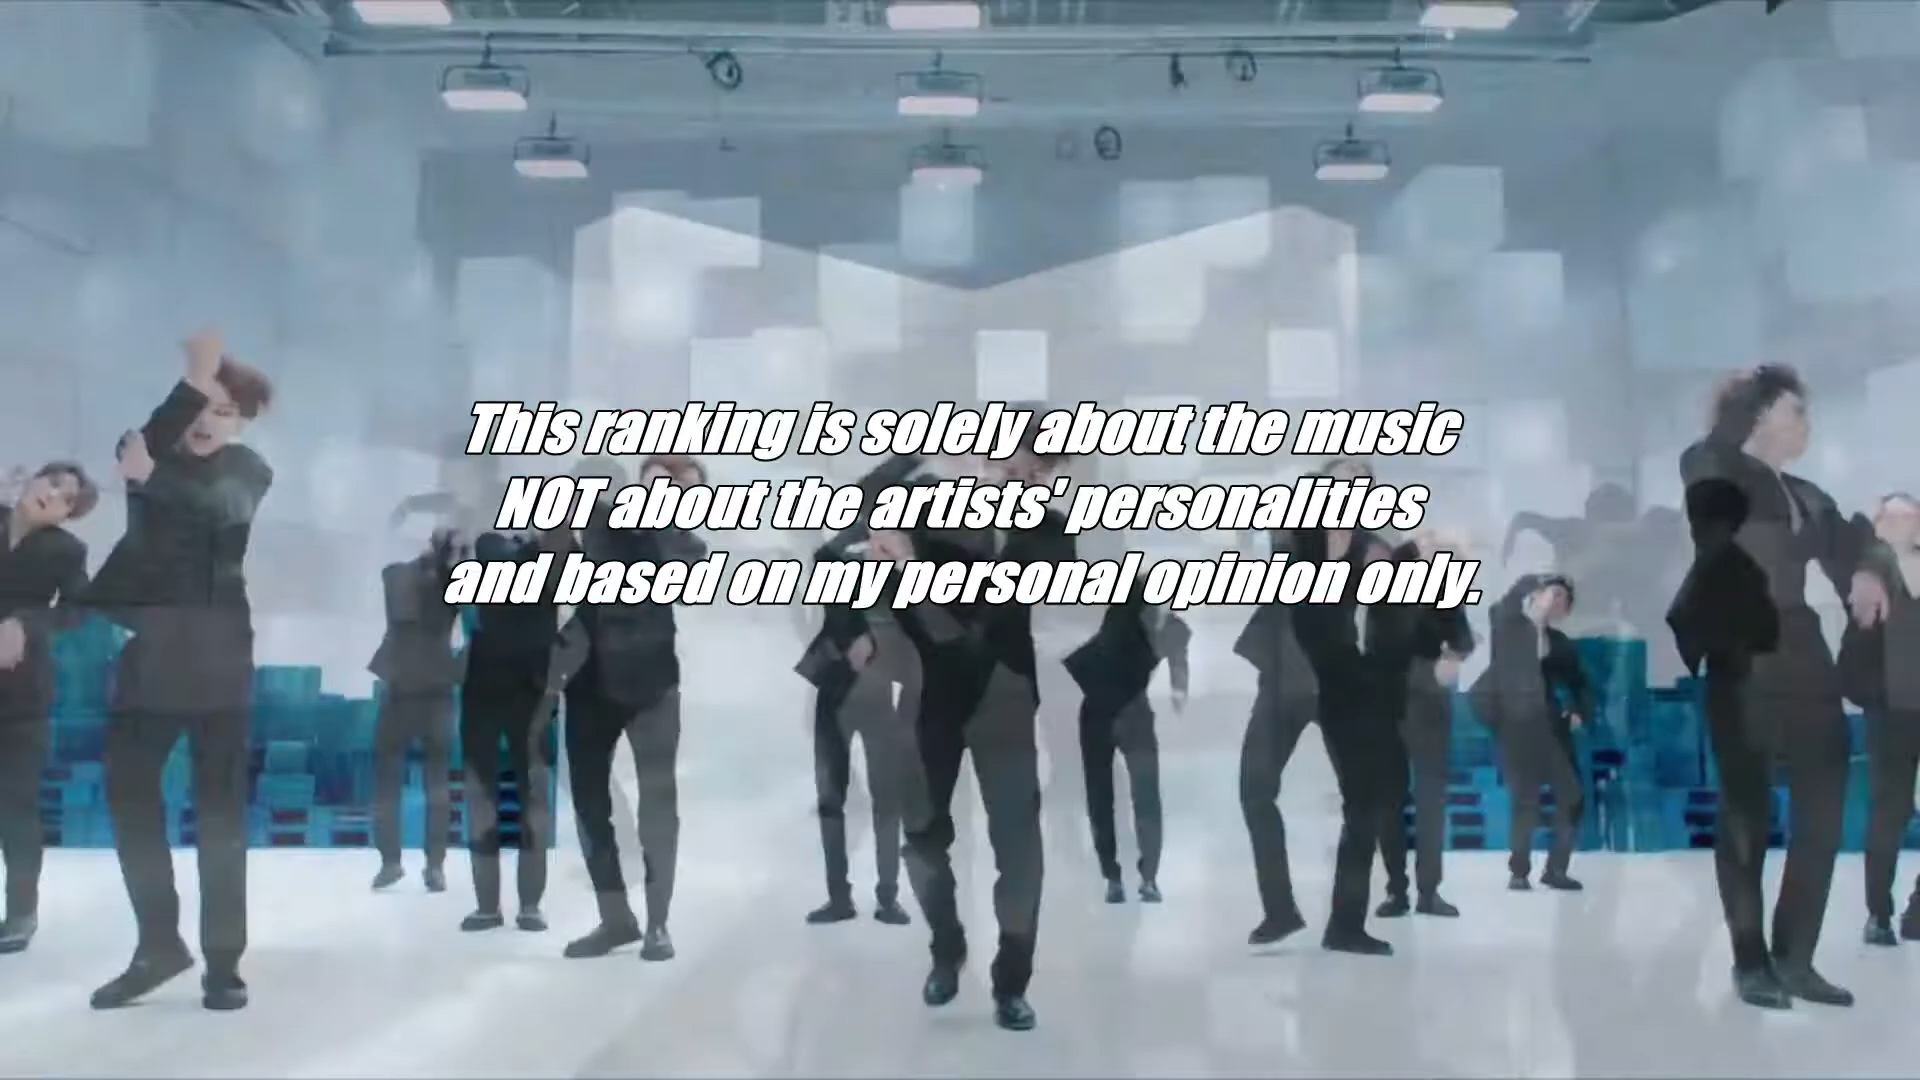 This ranking is solely about the music
NOT about the artists' personalities
and based on my personal opinion only.